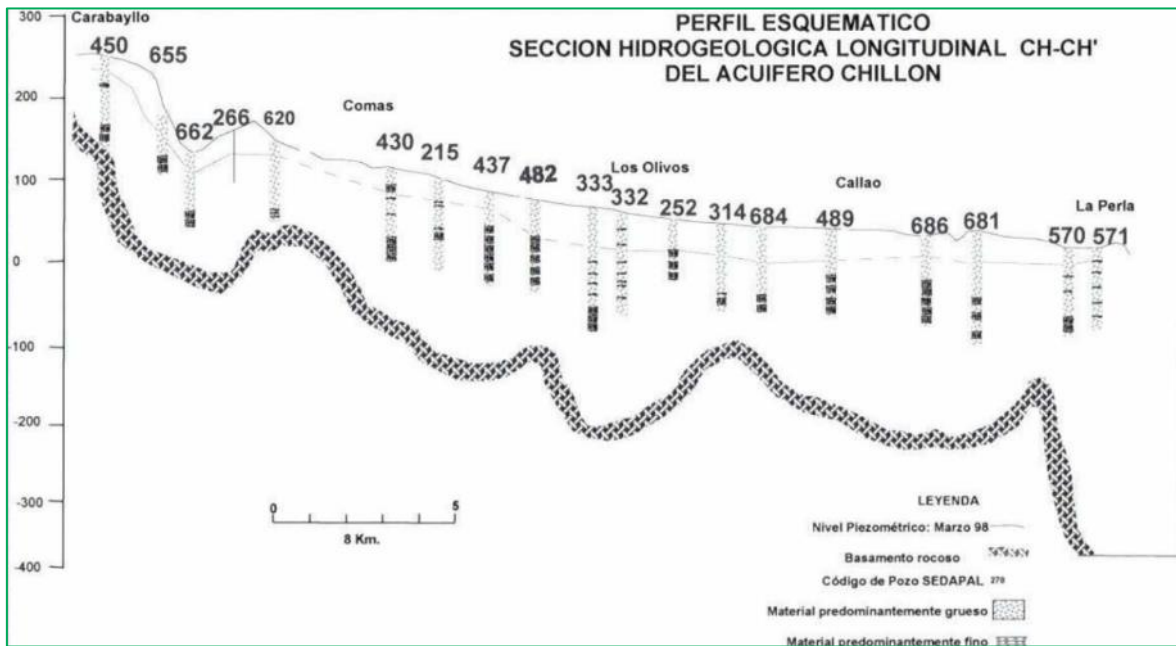 PERFIL ESQUEMATICO
SECCION HIDROGEOLOGICA LONGITUDINAL CH-CH'
DEL ACUIFERO CHILLON
Carabayllo
Comas
Los Olivos
Callao
La Perla
450
655
662
266
620
430
215
437
482
333
332
252
314
684
489
686
681
570
571
300
200
100
0
-100
-200
-300
-400
0
5
8 Km.
LEYENDA
Nivel Piezométrico: Marzo 98
Basamento rocoso
Código de Pozo SEDAPAL 279
Material predominantemente grueso
Material predominantemente fino